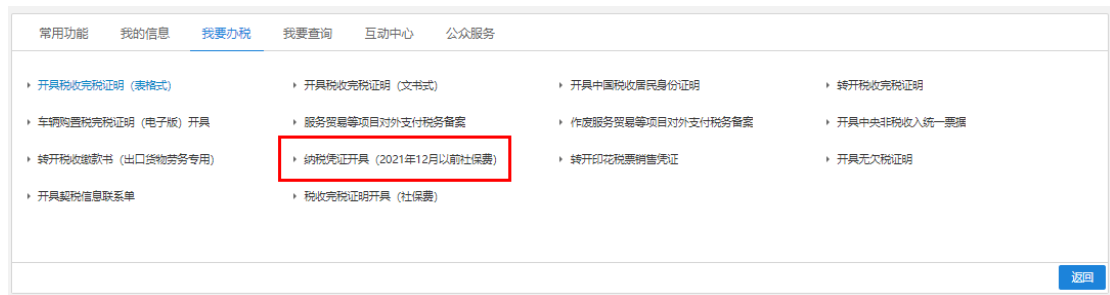 常用功能 我的信息 我要办税 我要查询 互动中心 公众服务
开具税收完税证明（表格式） 开具税收完税证明（文书式） 开具中国税收居民身份证明 转开税收完税证明
车辆购置税完税证明（电子版）开具 服务贸易等项目对外支付税务备案 作废服务贸易等项目对外支付税务备案 开具中央非税收入统一票据
转开税收缴款书（出口货物劳务专用） 纳税凭证开具（2021年12月以前社保费） 转开印花税票销售凭证 开具无欠税证明
开具契税信息联系单 税收完税证明开具（社保费）
返回